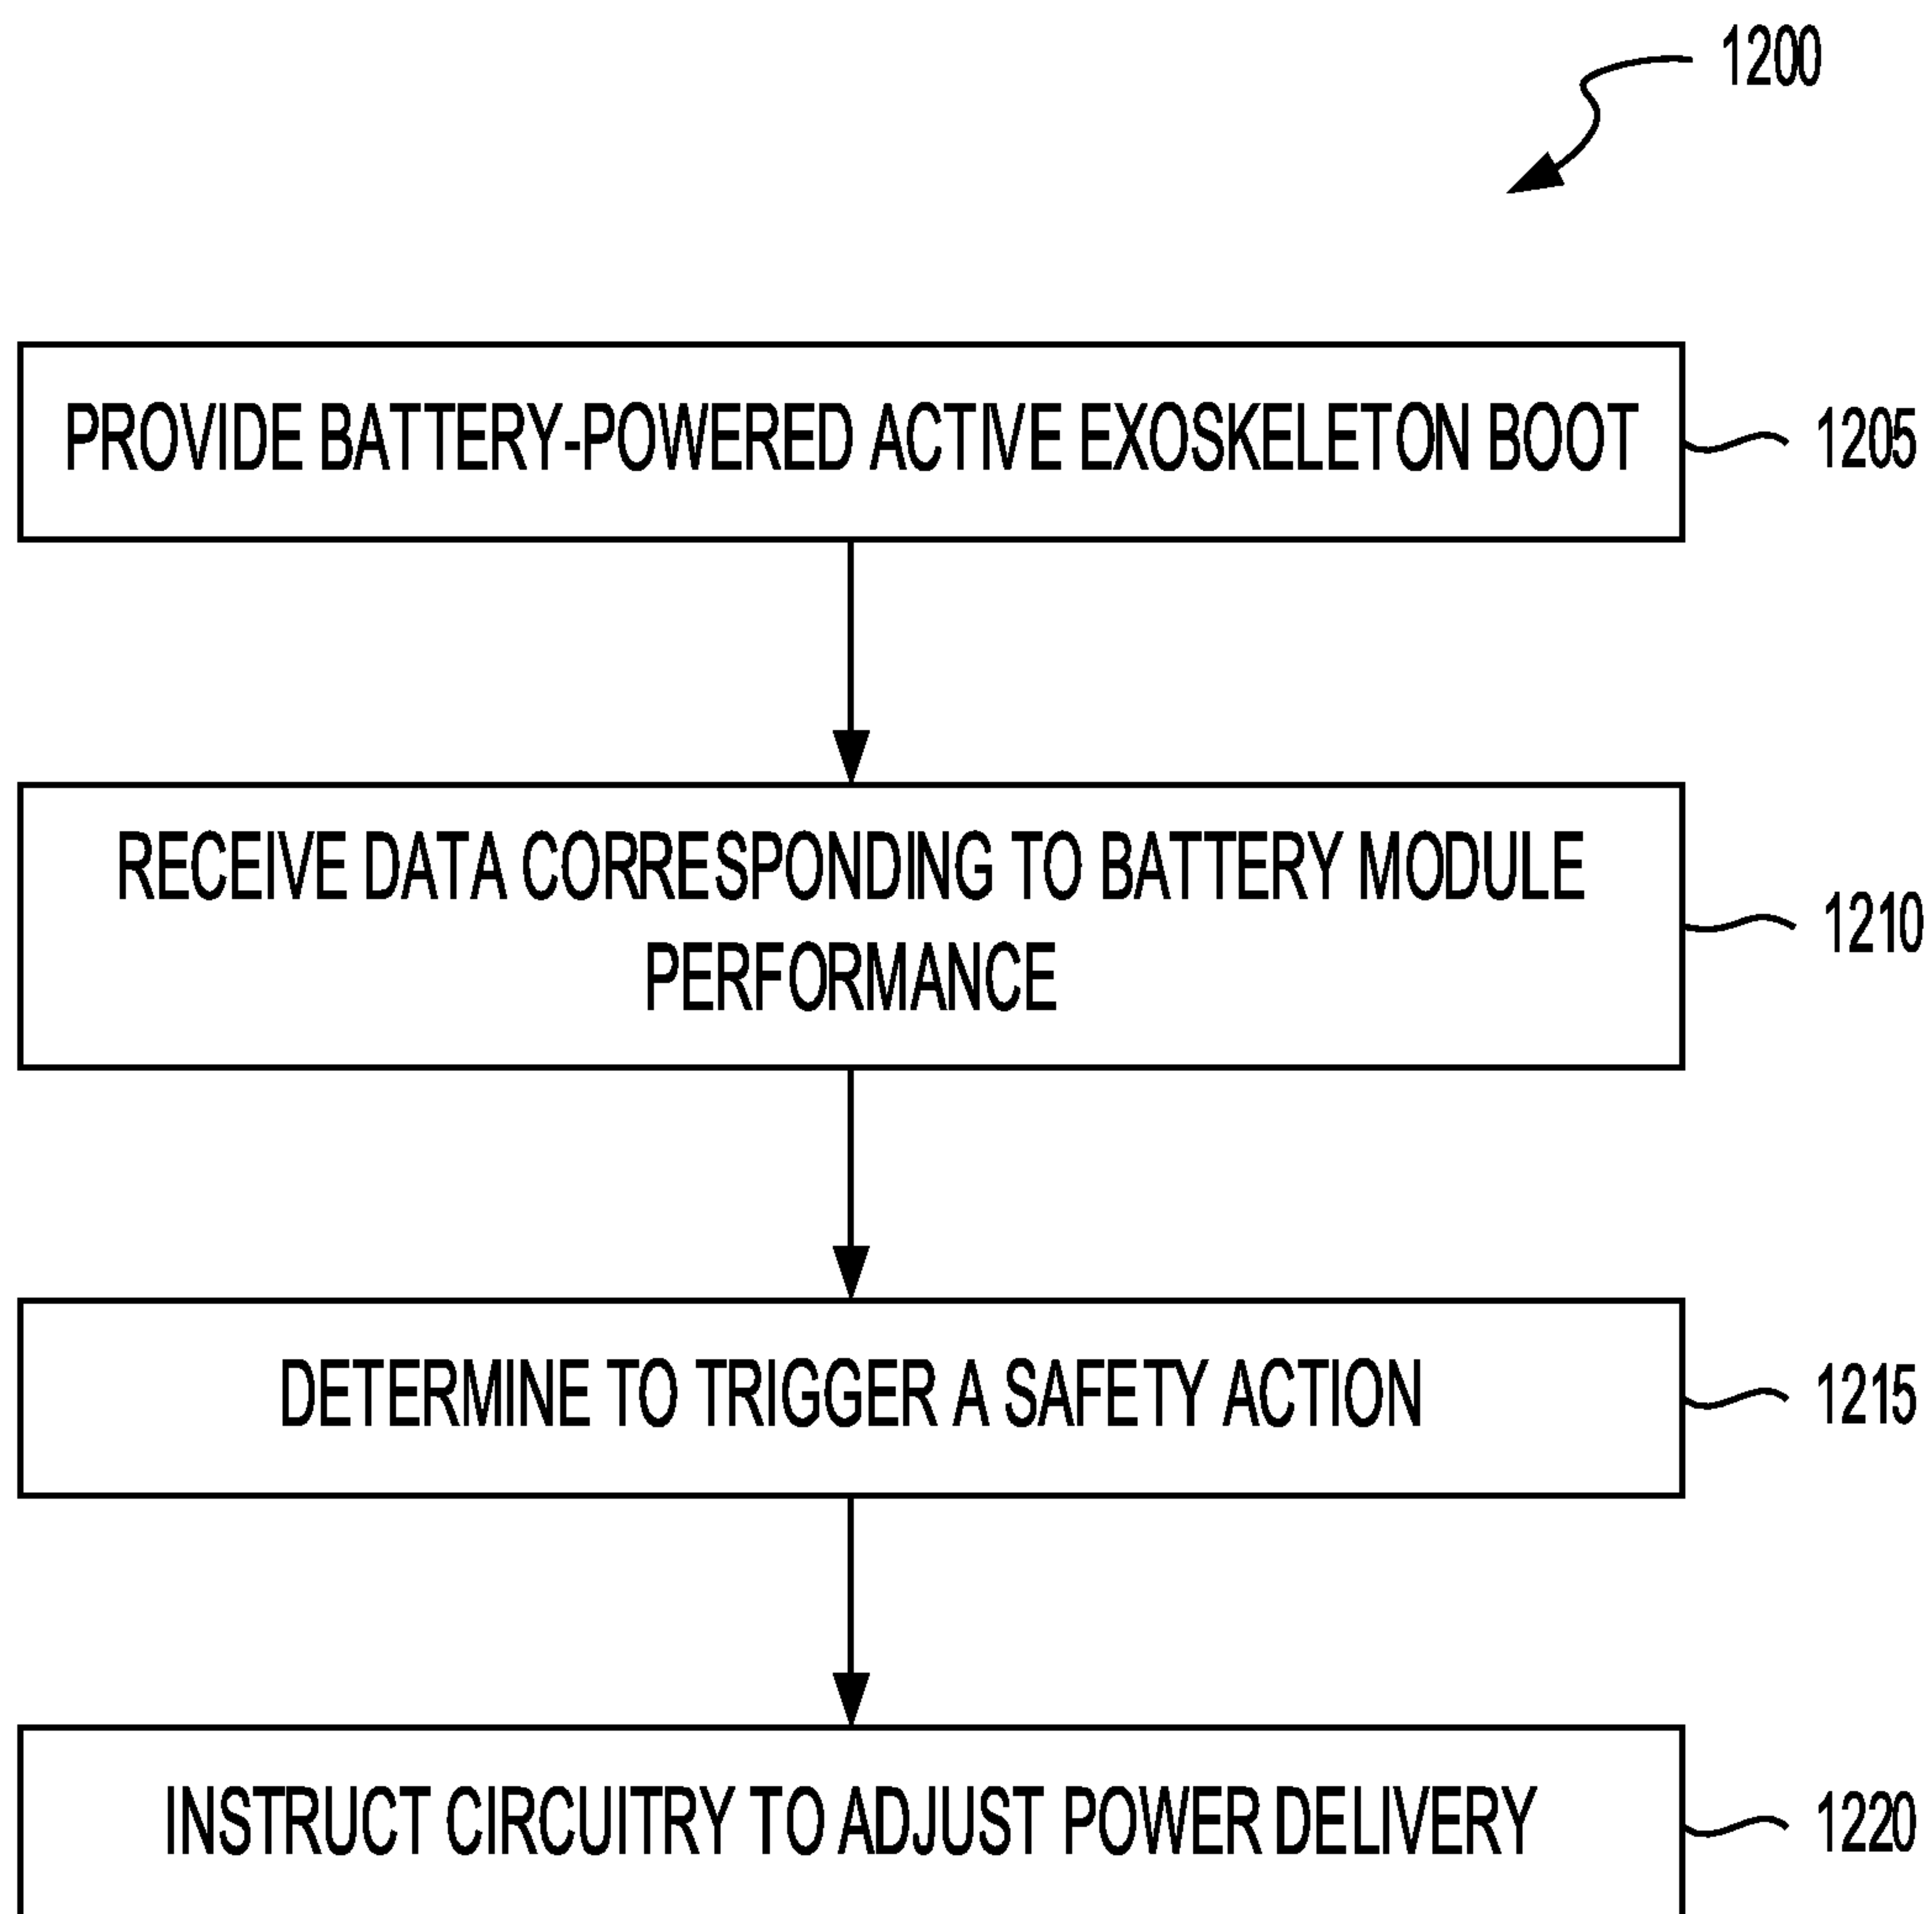 1200
PROVIDE BATTERY-POWERED ACTIVE EXOSKELETON BOOT
1205
RECEIVE DATA CORRESPONDING TO BATTERY MODULE
PERFORMANCE
1210
DETERMINE TO TRIGGER A SAFETY ACTION
1215
INSTRUCT CIRCUITRY TO ADJUST POWER DELIVERY
1220